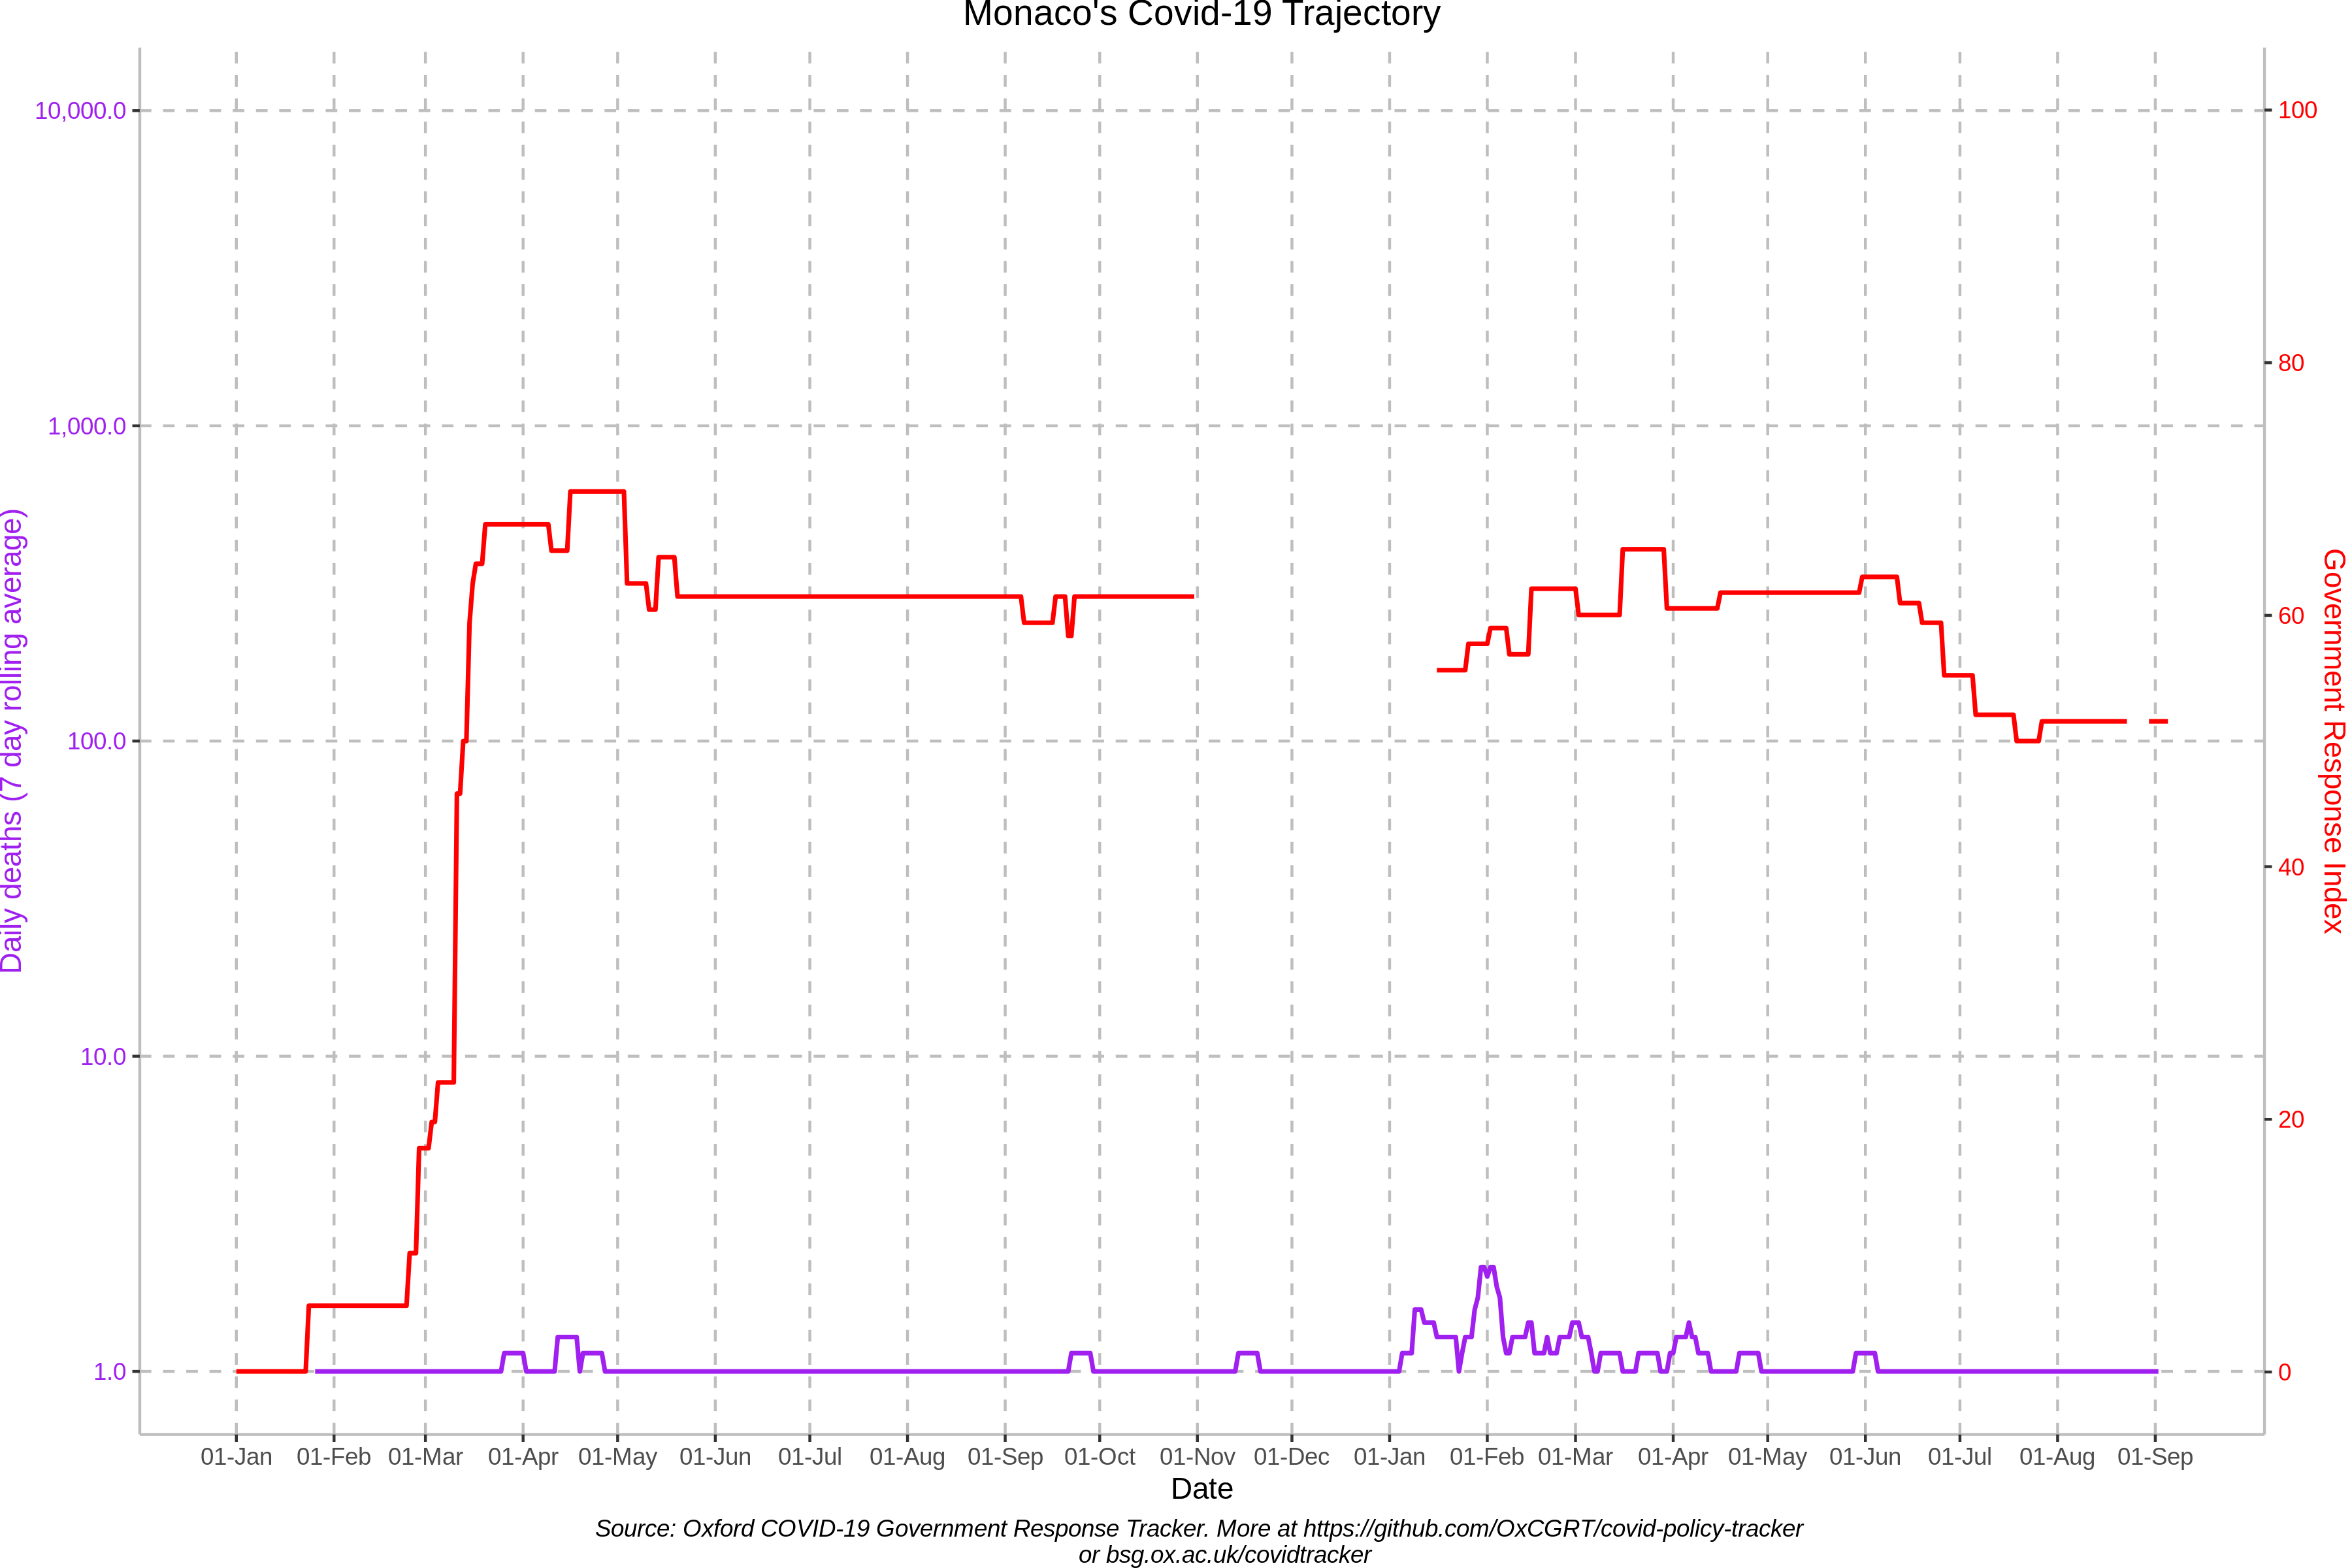 Monaco's Covid-19 Trajectory
10,000.0
1,000.0
100.0
10.0
1.0
Daily deaths (7 day rolling average)
100
80
60
40
20
0
Government Response Index
01-Jan 01-Feb 01-Mar 01-Apr 01-May 01-Jun 01-Jul 01-Aug 01-Sep 01-Oct 01-Nov 01-Dec 01-Jan 01-Feb 01-Mar 01-Apr 01-May 01-Jun 01-Jul 01-Aug 01-Sep
Date
Source: Oxford COVID-19 Government Response Tracker. More at https://github.com/OxCGRT/covid-policy-tracker
or bsg.ox.ac.uk/covidtracker